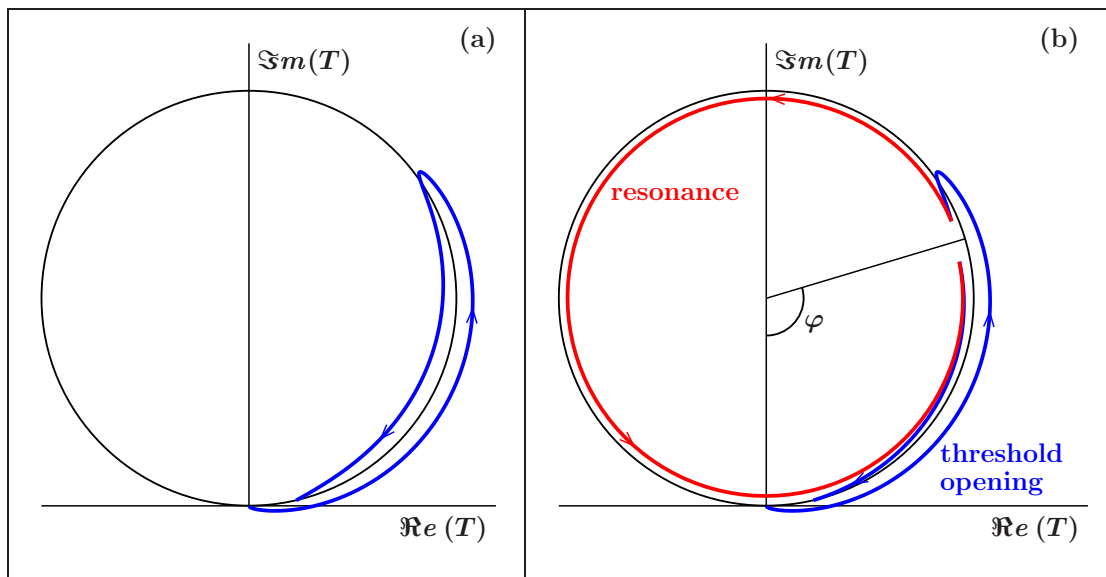 (a)
ℑm(T)
ℜe (T)
(b)
ℑm(T)
resonance
φ
threshold
opening
ℜe (T)